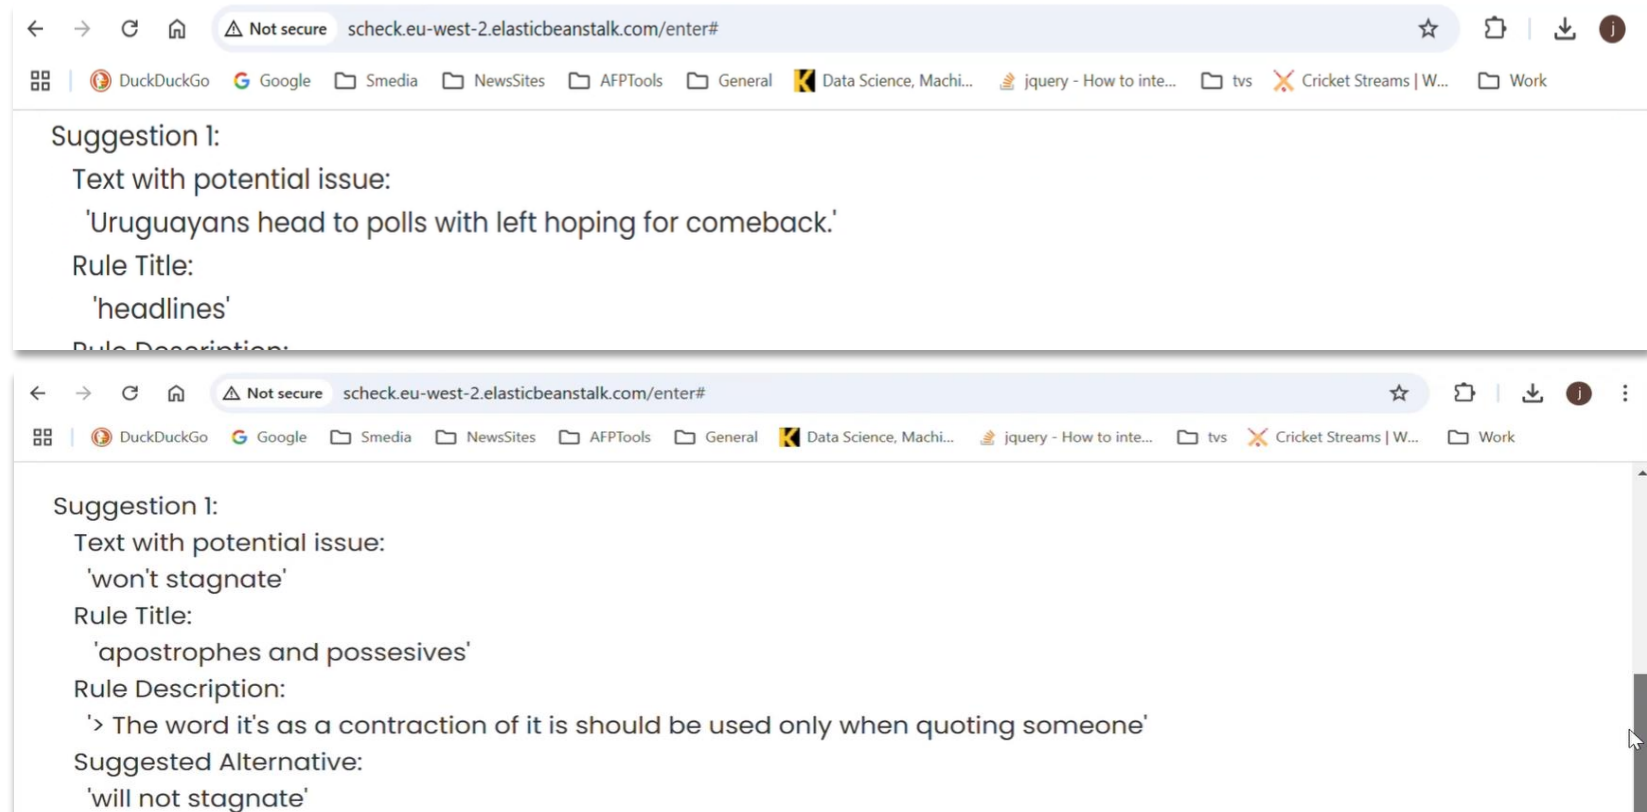 Not secure scheck.eu-west-2.elasticbeanstalk.com/enter# j
DuckDuckGo Google Smedia NewsSites AFPTools General Data Science, Machi... jquery - How to inte... tvs Cricket Streams | W... Work
Suggestion 1:
Text with potential issue:
'Uruguayans head to polls with left hoping for comeback.'
Rule Title:
'headlines'
Rule Description:
Not secure scheck.eu-west-2.elasticbeanstalk.com/enter# j
DuckDuckGo Google Smedia NewsSites AFPTools General Data Science, Machi... jquery - How to inte... tvs Cricket Streams | W... Work
Suggestion 1:
Text with potential issue:
'won't stagnate'
Rule Title:
'apostrophes and possesives'
Rule Description:
'> The word it's as a contraction of it is should be used only when quoting someone'
Suggested Alternative:
'will not stagnate'